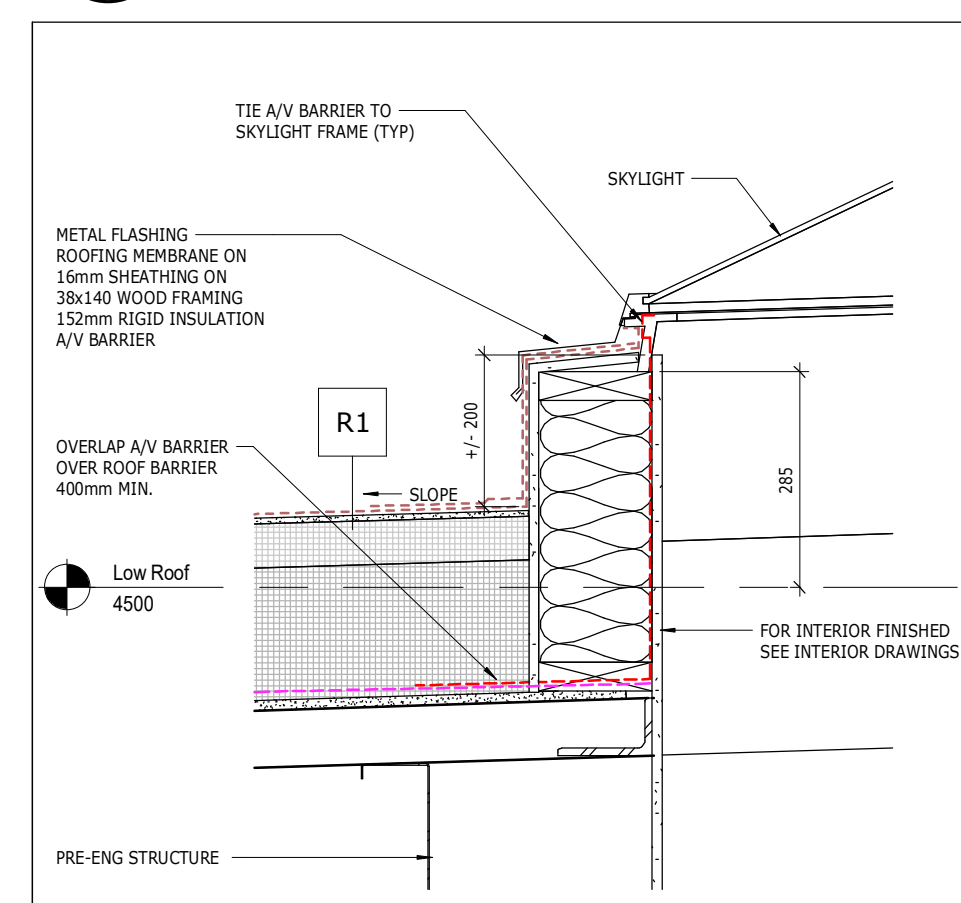 TIE A/V BARRIER TO
SKYLIGHT FRAME (TYP)
SKYLIGHT
METAL FLASHING
ROOFING MEMBRANE ON
16mm SHEATHING ON
38x140 WOOD FRAMING
152mm RIGID INSULATION
A/V BARRIER
R1
+/- 200
285
OVERLAP A/V BARRIER
OVER ROOF BARRIER
400mm MIN.
SLOPE
Low Roof
4500
FOR INTERIOR FINISHED
SEE INTERIOR DRAWINGS
PRE-ENG STRUCTURE